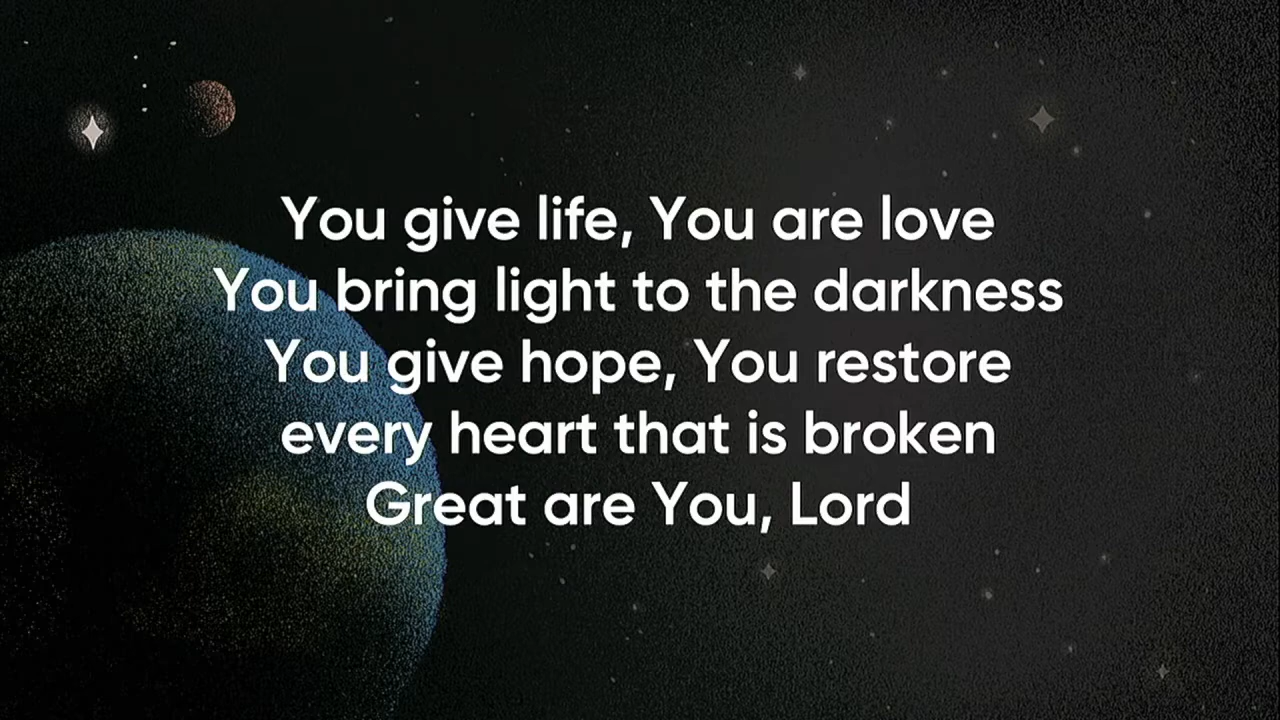 You give life, You are love
You bring light to the darkness
You give hope, You restore
every heart that is broken
Great are You, Lord